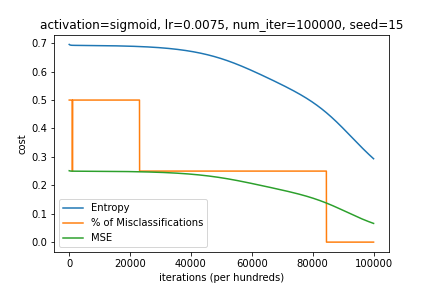 activation=sigmoid, lr=0.0075, num_iter=100000, seed=15
0.7
0.6
0.5
0.4
0.3
0.2
0.1
0.0
cost
Entropy
% of Misclassifications
MSE
0 20000 40000 60000 80000 100000
iterations (per hundreds)